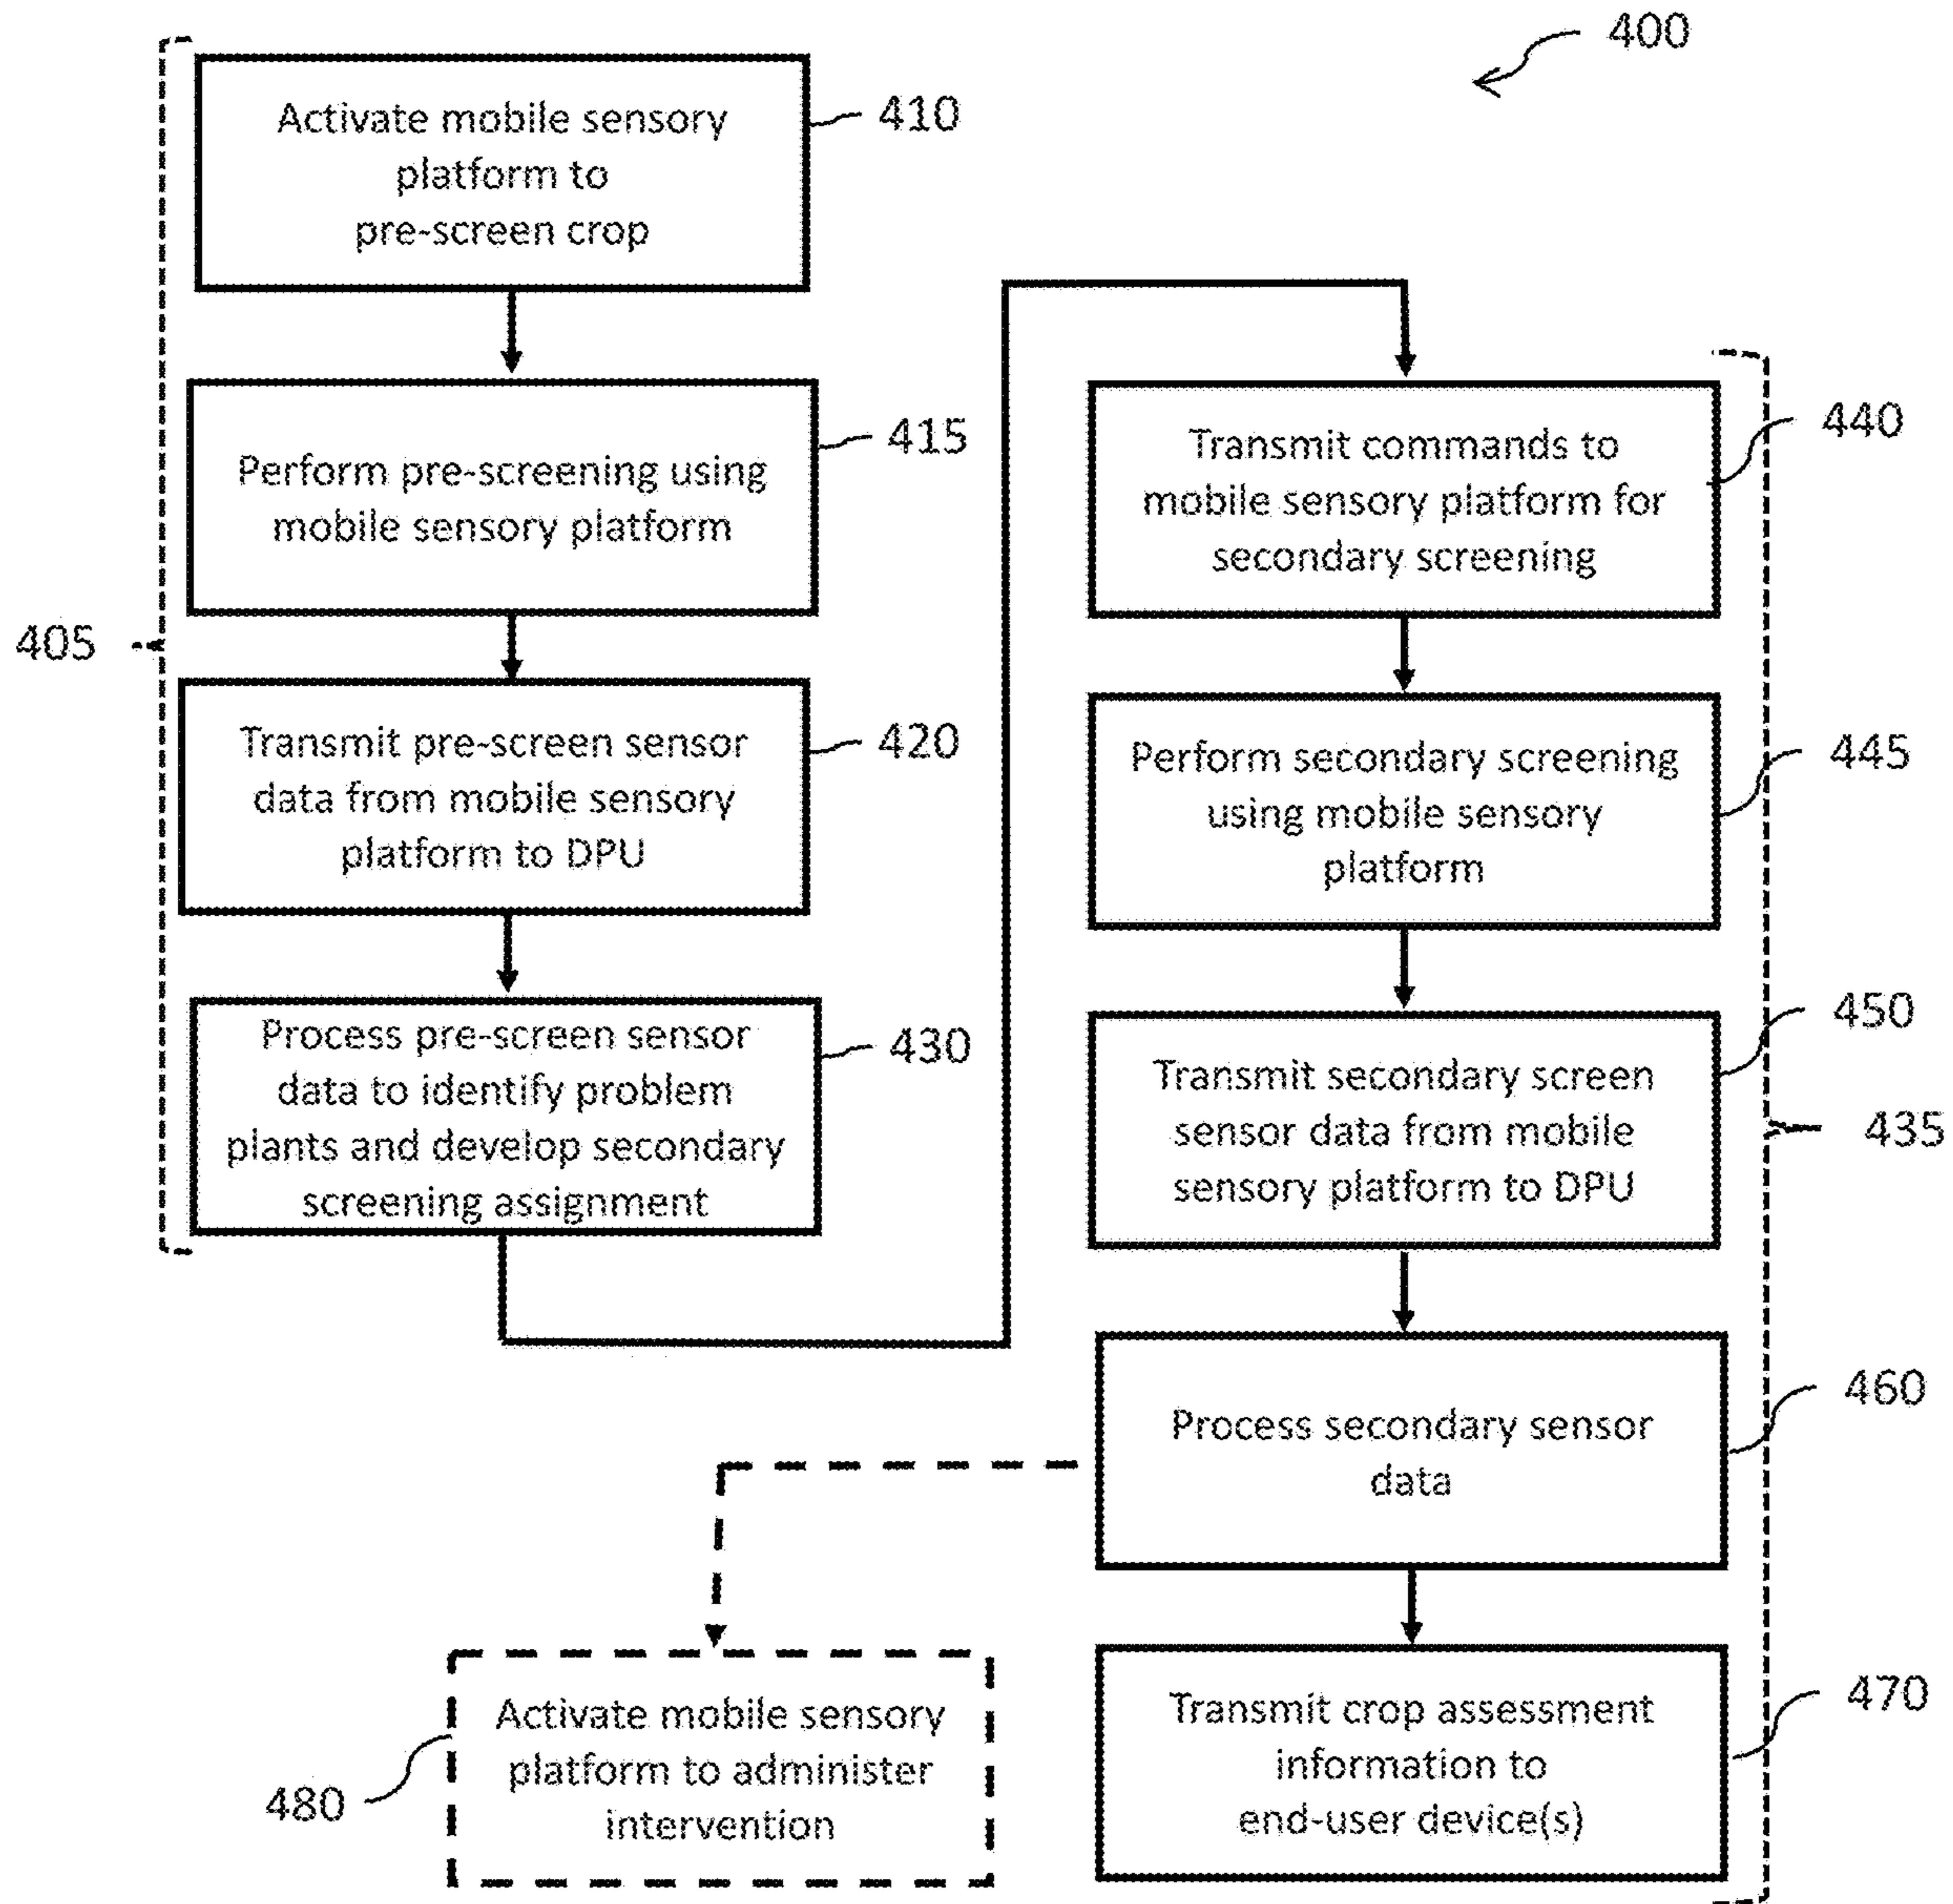 400
Activate mobile sensory
platform to
pre-screen crop
410
Perform pre-screening using
mobile sensory platform
415
405
Transmit pre-screen sensor
data from mobile sensory
platform to DPU
420
Process pre-screen sensor
data to identify problem
plants and develop secondary
screening assignment
430
Transmit commands to
mobile sensory platform for
secondary screening
440
Perform secondary screening
using mobile sensory
platform
445
Transmit secondary screen
sensor data from mobile
sensory platform to DPU
450
435
Process secondary sensor
data
460
Transmit crop assessment
information to
end-user device(s)
470
Activate mobile sensory
platform to administer
intervention
480